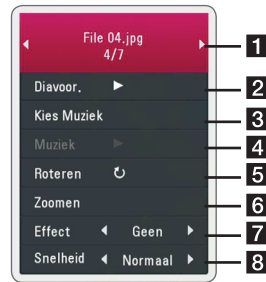 File 04.jpg
4/7
1
Diavoor. 2
Kies Muziek 3
Muziek 4
Roteren 5
Zoomen 6
Effect Geen 7
Snelheid Normaal 8